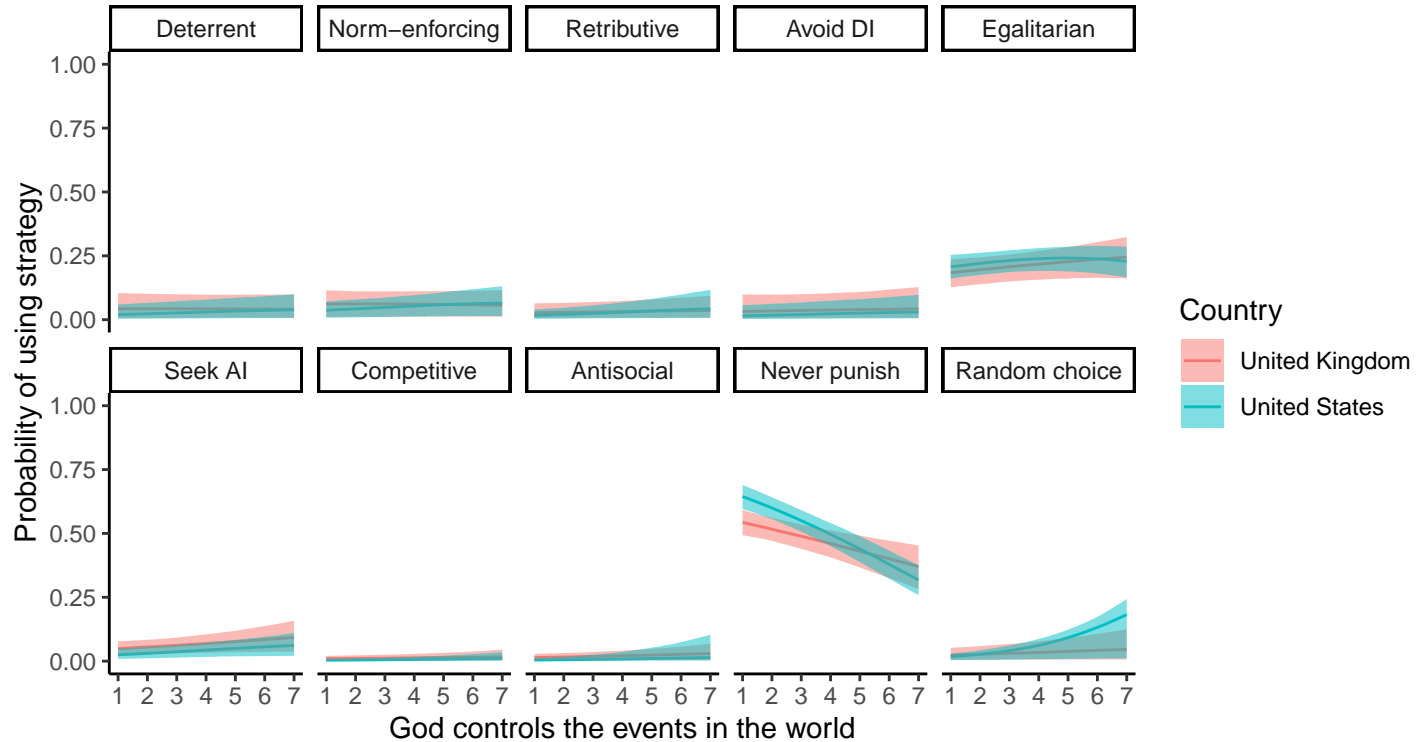 Deterrent
Norm−enforcing
Retributive
Avoid DI
Egalitarian
1.00
0.75
0.50
0.25
0.00
Seek AI
Competitive
Antisocial
Never punish
Random choice
1.00
0.75
0.50
0.25
0.00
1 2 3 4 5 6 7
1 2 3 4 5 6 7
1 2 3 4 5 6 7
1 2 3 4 5 6 7
1 2 3 4 5 6 7
God controls the events in the world
Probability of using strategy
Country
United Kingdom
United States